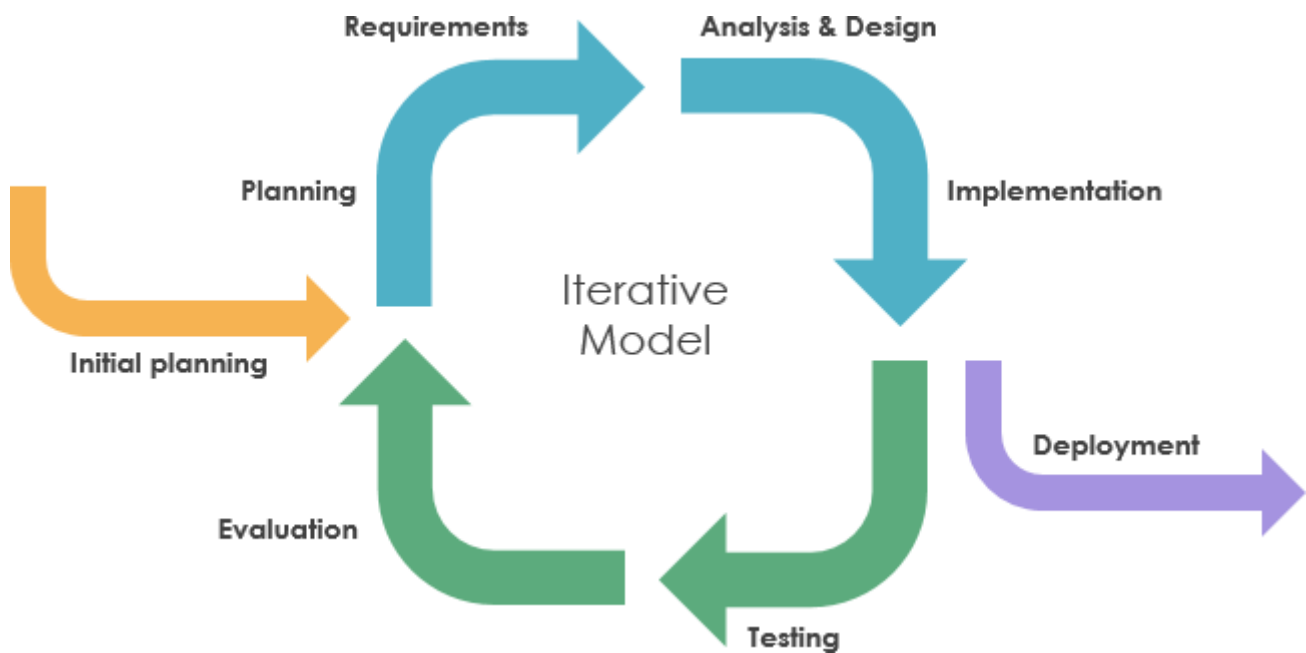 Requirements
Analysis & Design
Planning
Implementation
Iterative
Model
Initial planning
Deployment
Evaluation
Testing